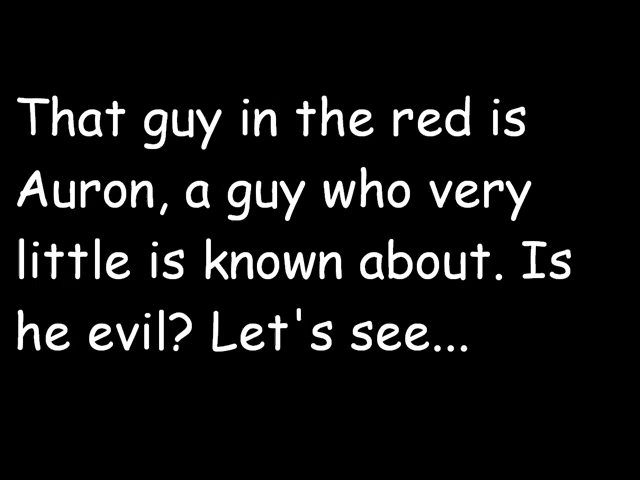 That guy in the red is
Auron, a guy who very
little is known about. Is
he evil? Let's see...